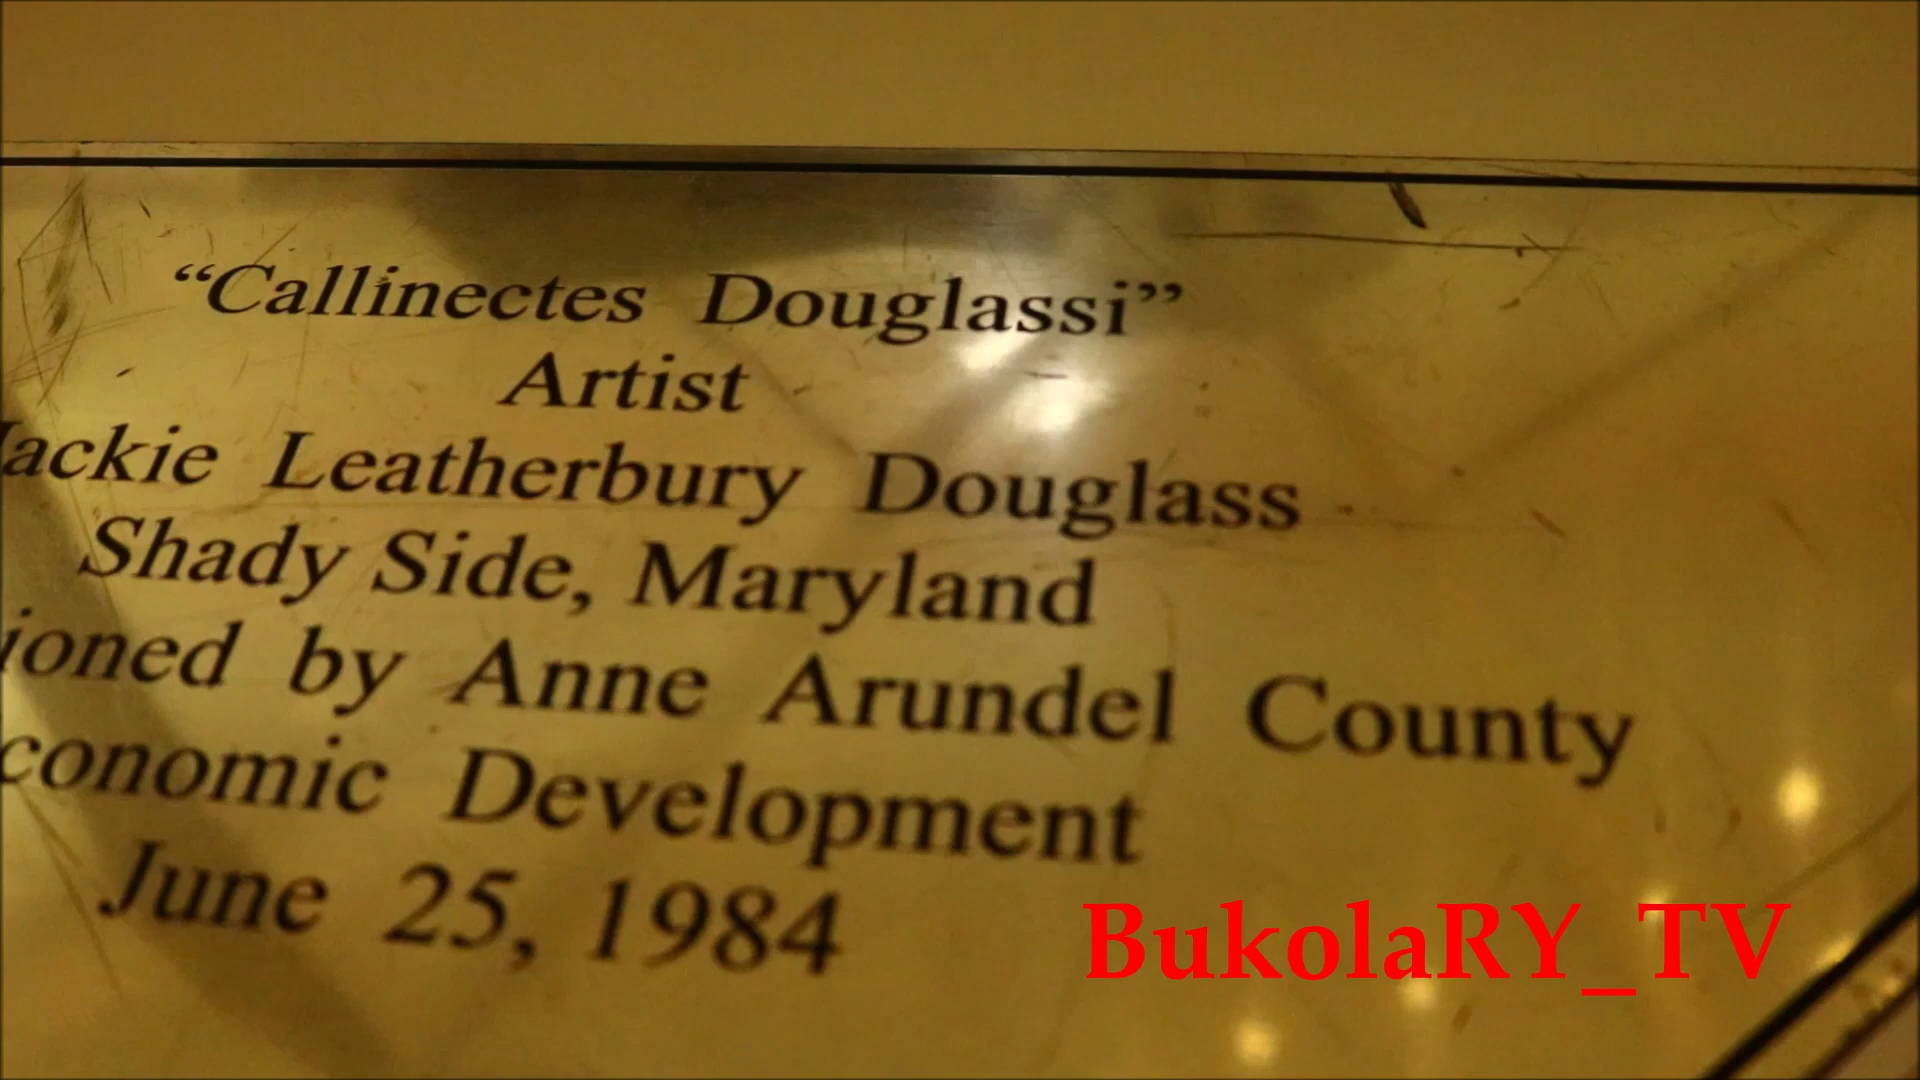 “Callinectes Douglassi”
Artist
Jackie Leatherbury Douglass
Shady Side, Maryland
ioned by Anne Arundel County
conomic Development
June 25, 1984
BukolaRY_TV